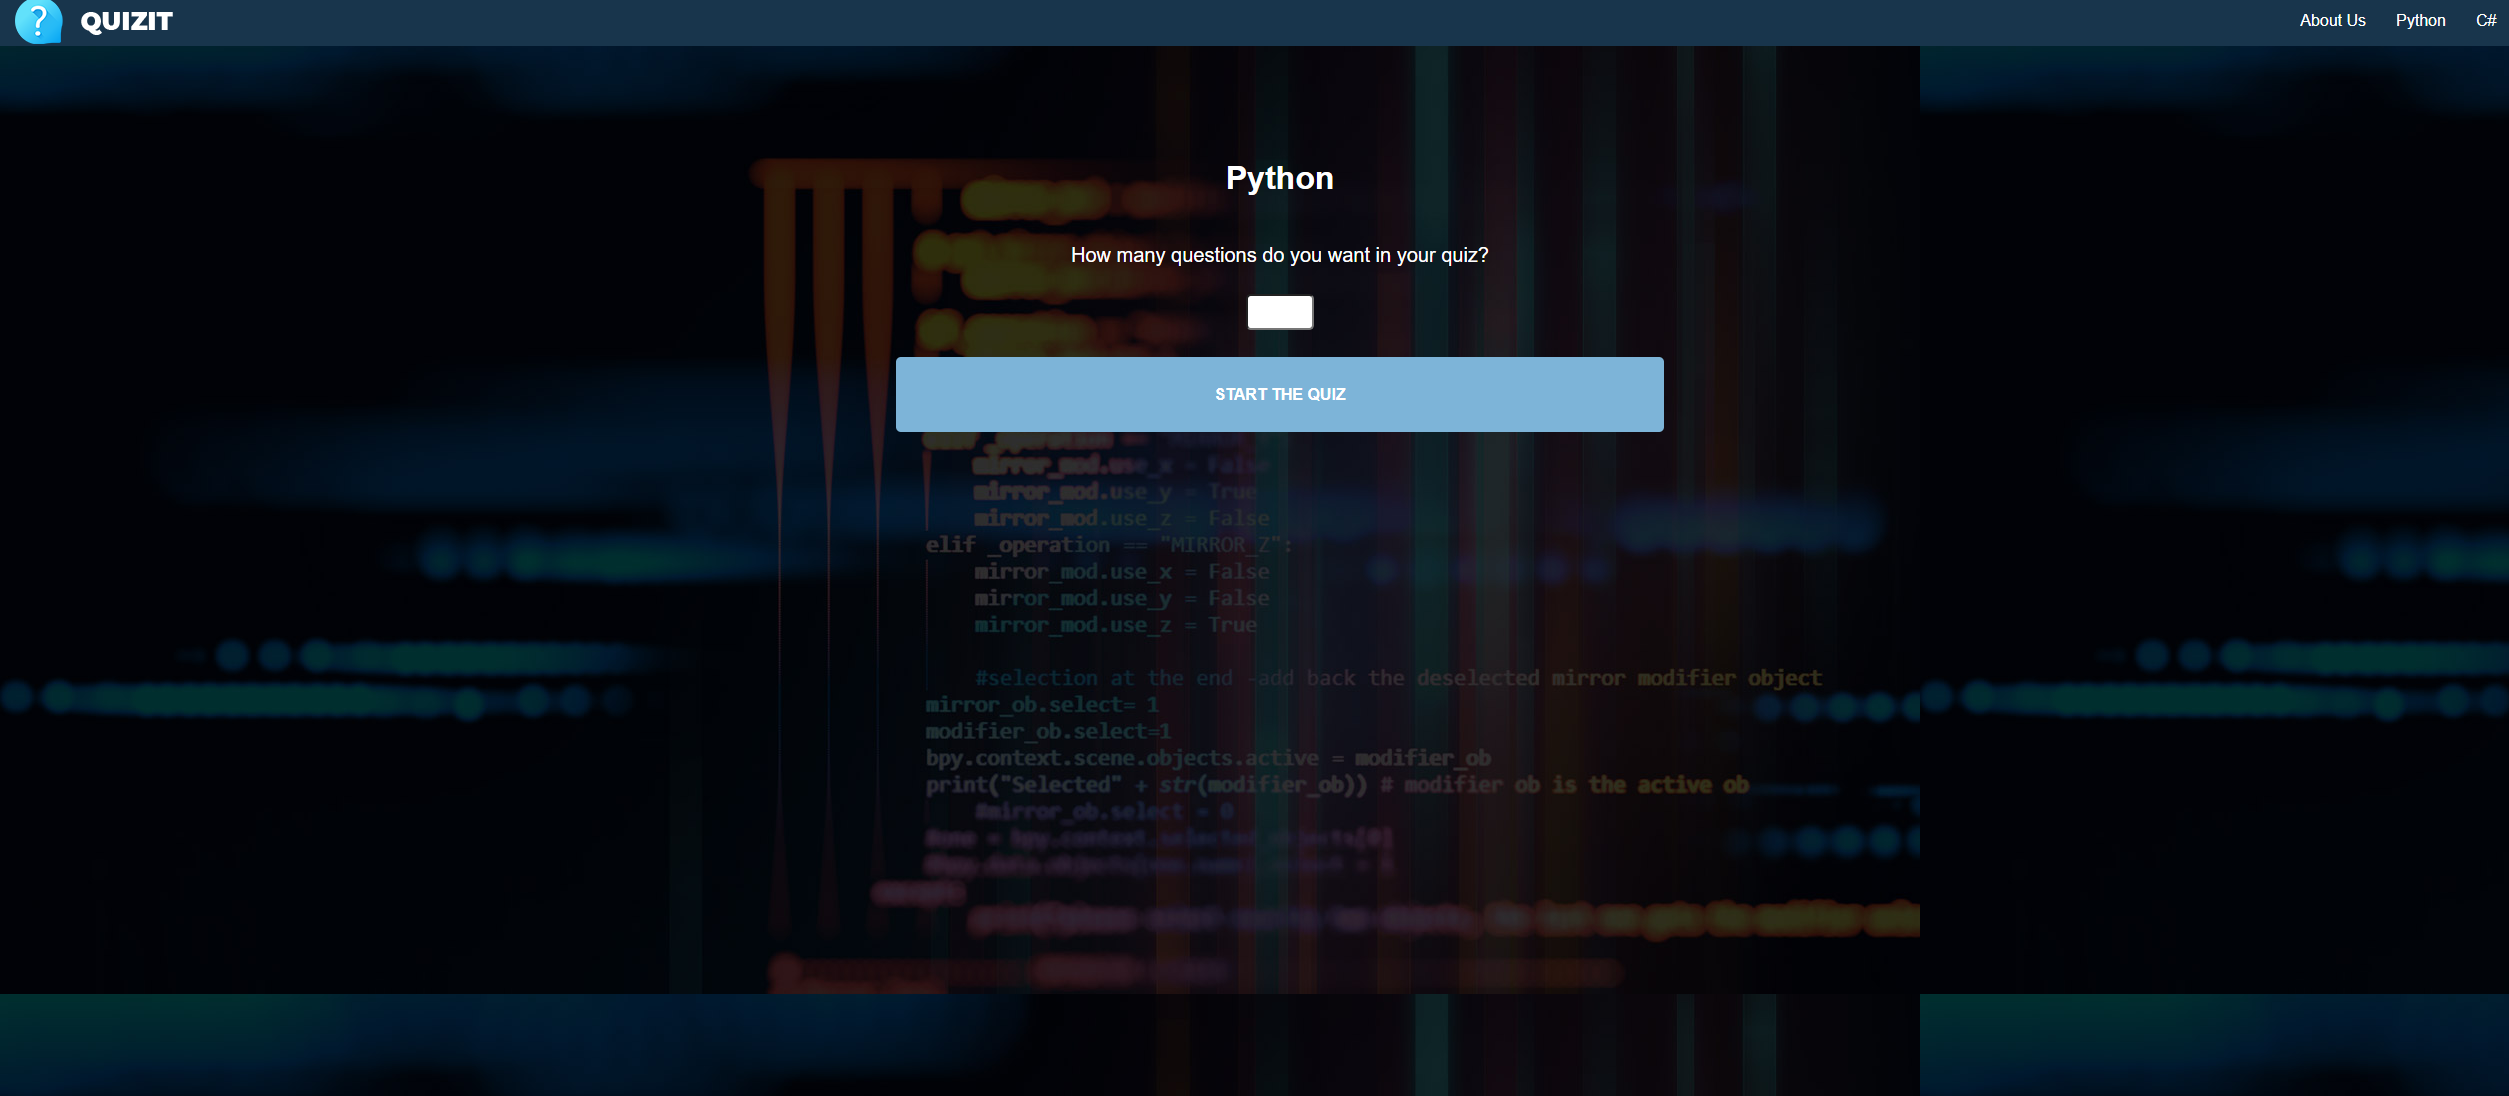 QUIZIT
About Us
Python
C#
Python
How many questions do you want in your quiz?
START THE QUIZ
mirror_mod.use_x = False
mirror_mod.use_y = True
mirror_mod.use_z = False
elif _operation == "MIRROR_Z":
mirror_mod.use_x = False
mirror_mod.use_y = False
mirror_mod.use_z = True
#selection at the end -add back the deselected mirror modifier object
mirror_ob.select= 1
modifier_ob.select=1
bpy.context.scene.objects.active = modifier_ob
print("Selected" + str(modifier_ob)) # modifier ob is the active ob
#mirror_ob.select = 0